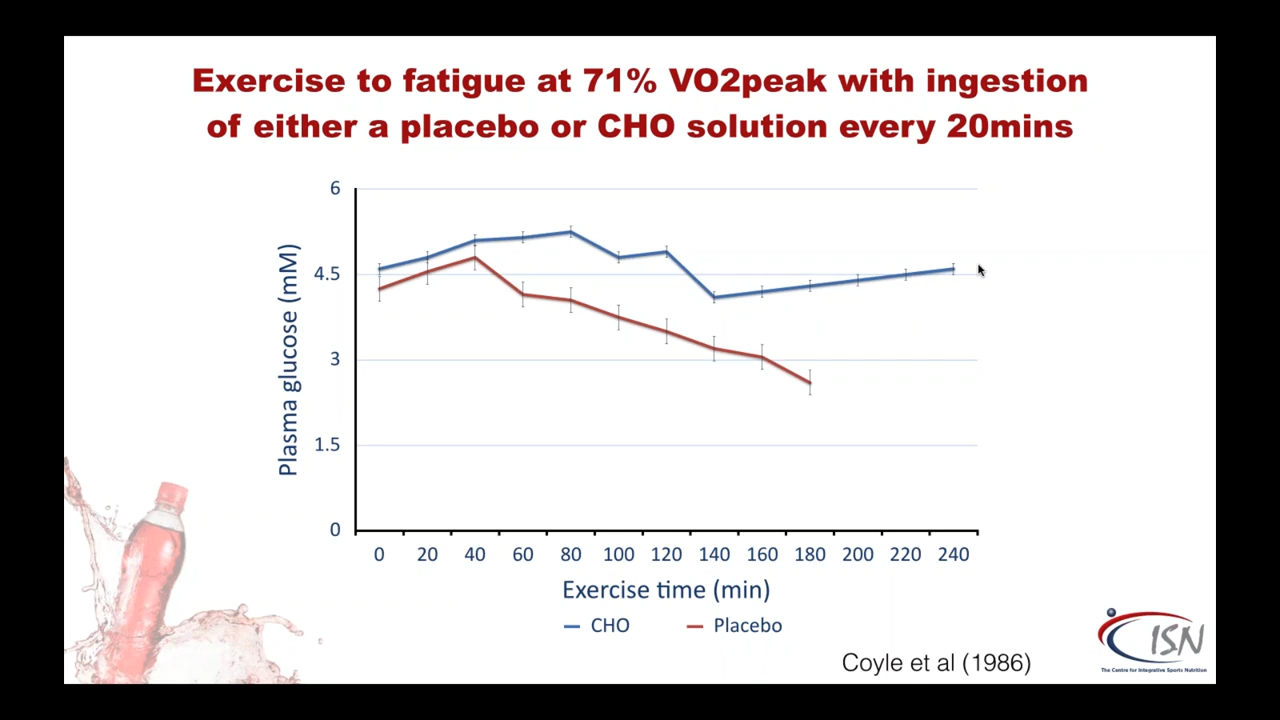 Exercise to fatigue at 71% VO2peak with ingestion
of either a placebo or CHO solution every 20mins
Plasma glucose (mM)
6
4.5
3
1.5
0
0 20 40 60 80 100 120 140 160 180 200 220 240
Exercise time (min)
CHO Placebo
Coyle et al (1986)
CISN
The Centre for Integrative Sports Nutrition